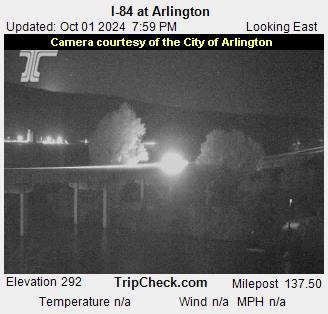 I-84 at Arlington
Updated: Oct 01 2024 7:59 PM Looking East
Camera courtesy of the City of Arlington
Elevation 292 TripCheck.com Milepost 137.50
Temperature n/a Wind n/a MPH n/a